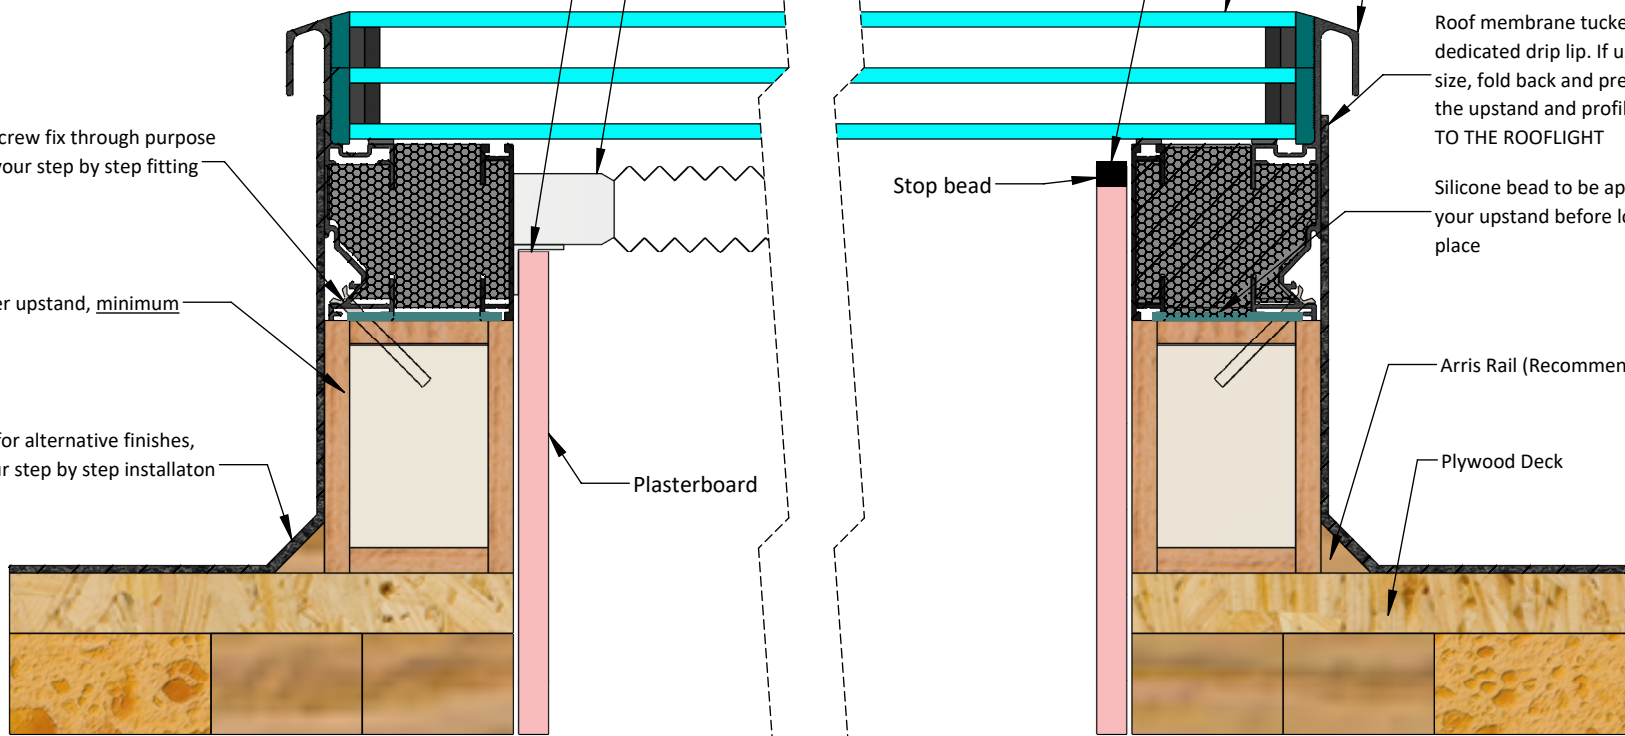 crew fix through purpose
your step by step fitting
er upstand, minimum
for alternative finishes,
ur step by step installaton
Plasterboard
Stop bead
Roof membrane tucke
dedicated drip lip. If u
size, fold back and pre
the upstand and profil
TO THE ROOFLIGHT
Silicone bead to be ap
your upstand before lo
place
Arris Rail (Recommen
Plywood Deck